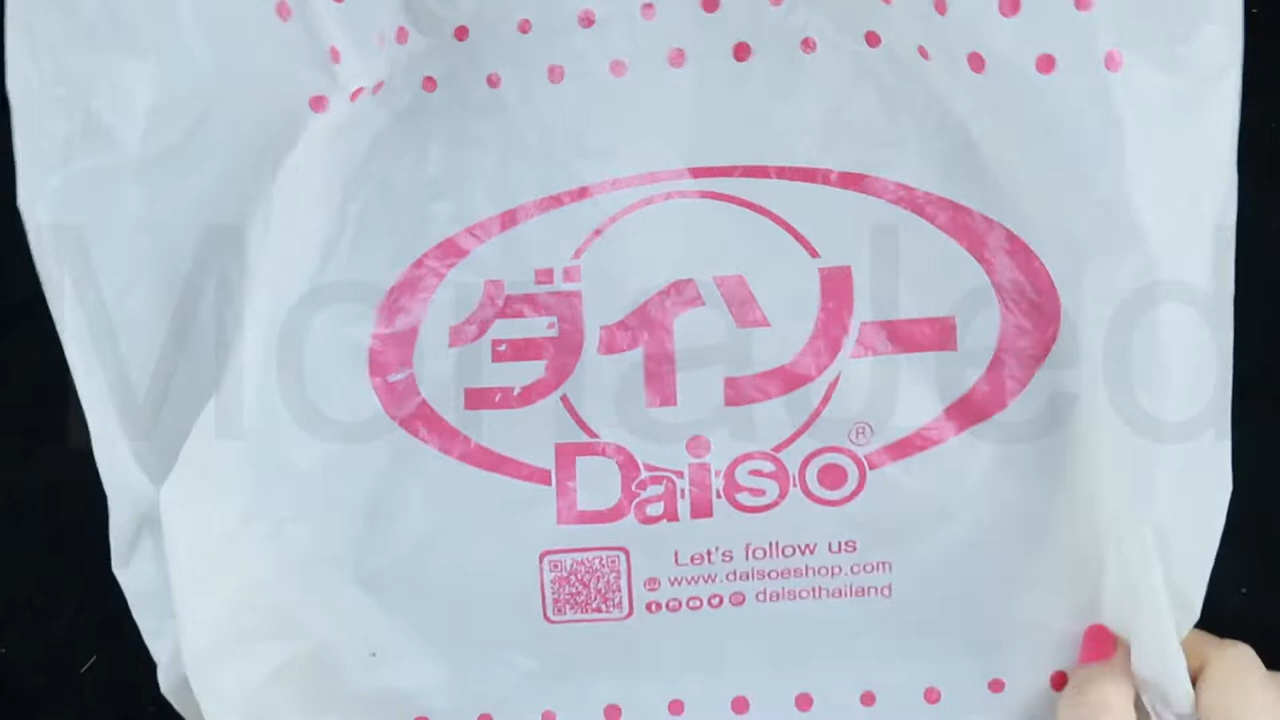 ダイソー
Daiso®
Let's follow us
www.daisoeshop.com
daisothailand